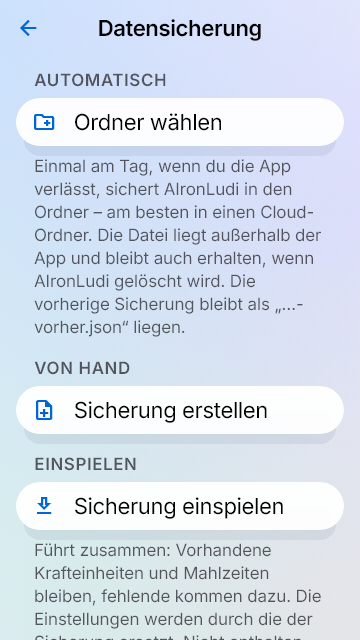 Datensicherung
AUTOMATISCH
Ordner wählen
Einmal am Tag, wenn du die App
verlässt, sichert AIronLudi in den
Ordner – am besten in einen Cloud-
Ordner. Die Datei liegt außerhalb der
App und bleibt auch erhalten, wenn
AIronLudi gelöscht wird. Die
vorherige Sicherung bleibt als „…-
vorher.json“ liegen.
VON HAND
Sicherung erstellen
EINSPIELEN
Sicherung einspielen
Führt zusammen: Vorhandene
Krafteinheiten und Mahlzeiten
bleiben, fehlende kommen dazu. Die
Einstellungen werden durch die der
Sicherung ersetzt. Nicht enthalten